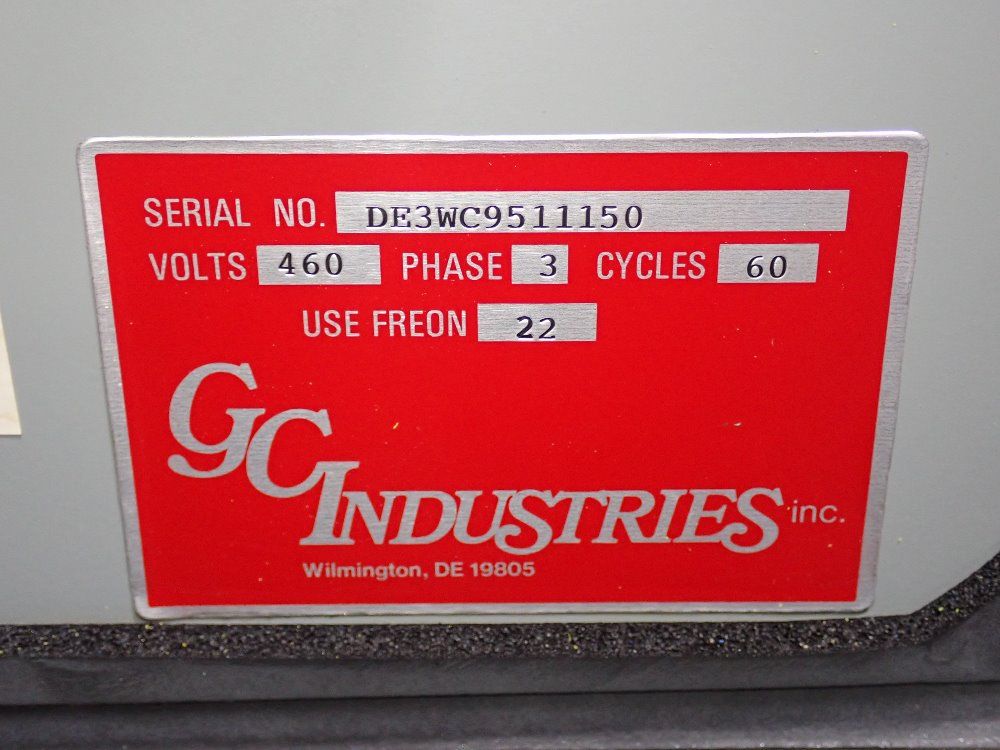 SERIAL NO. DE3WC9511150
VOLTS 460 PHASE 3 CYCLES 60
USE FREON 22
GC INDUSTRIES inc.
Wilmington, DE 19805